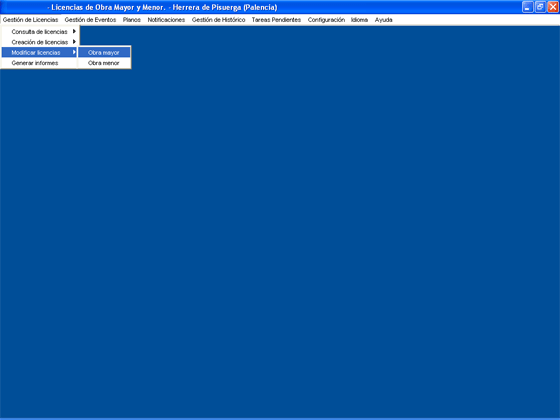 - Licencias de Obra Mayor y Menor. - Herrera de Pisuerga (Palencia)
Gestión de Licencias Gestión de Eventos Planos Notificaciones Gestión de Histórico Tareas Pendientes Configuración Idioma Ayuda
Consulta de licencias
Creación de licencias
Modificar licencias Obra mayor
Generar informes Obra menor